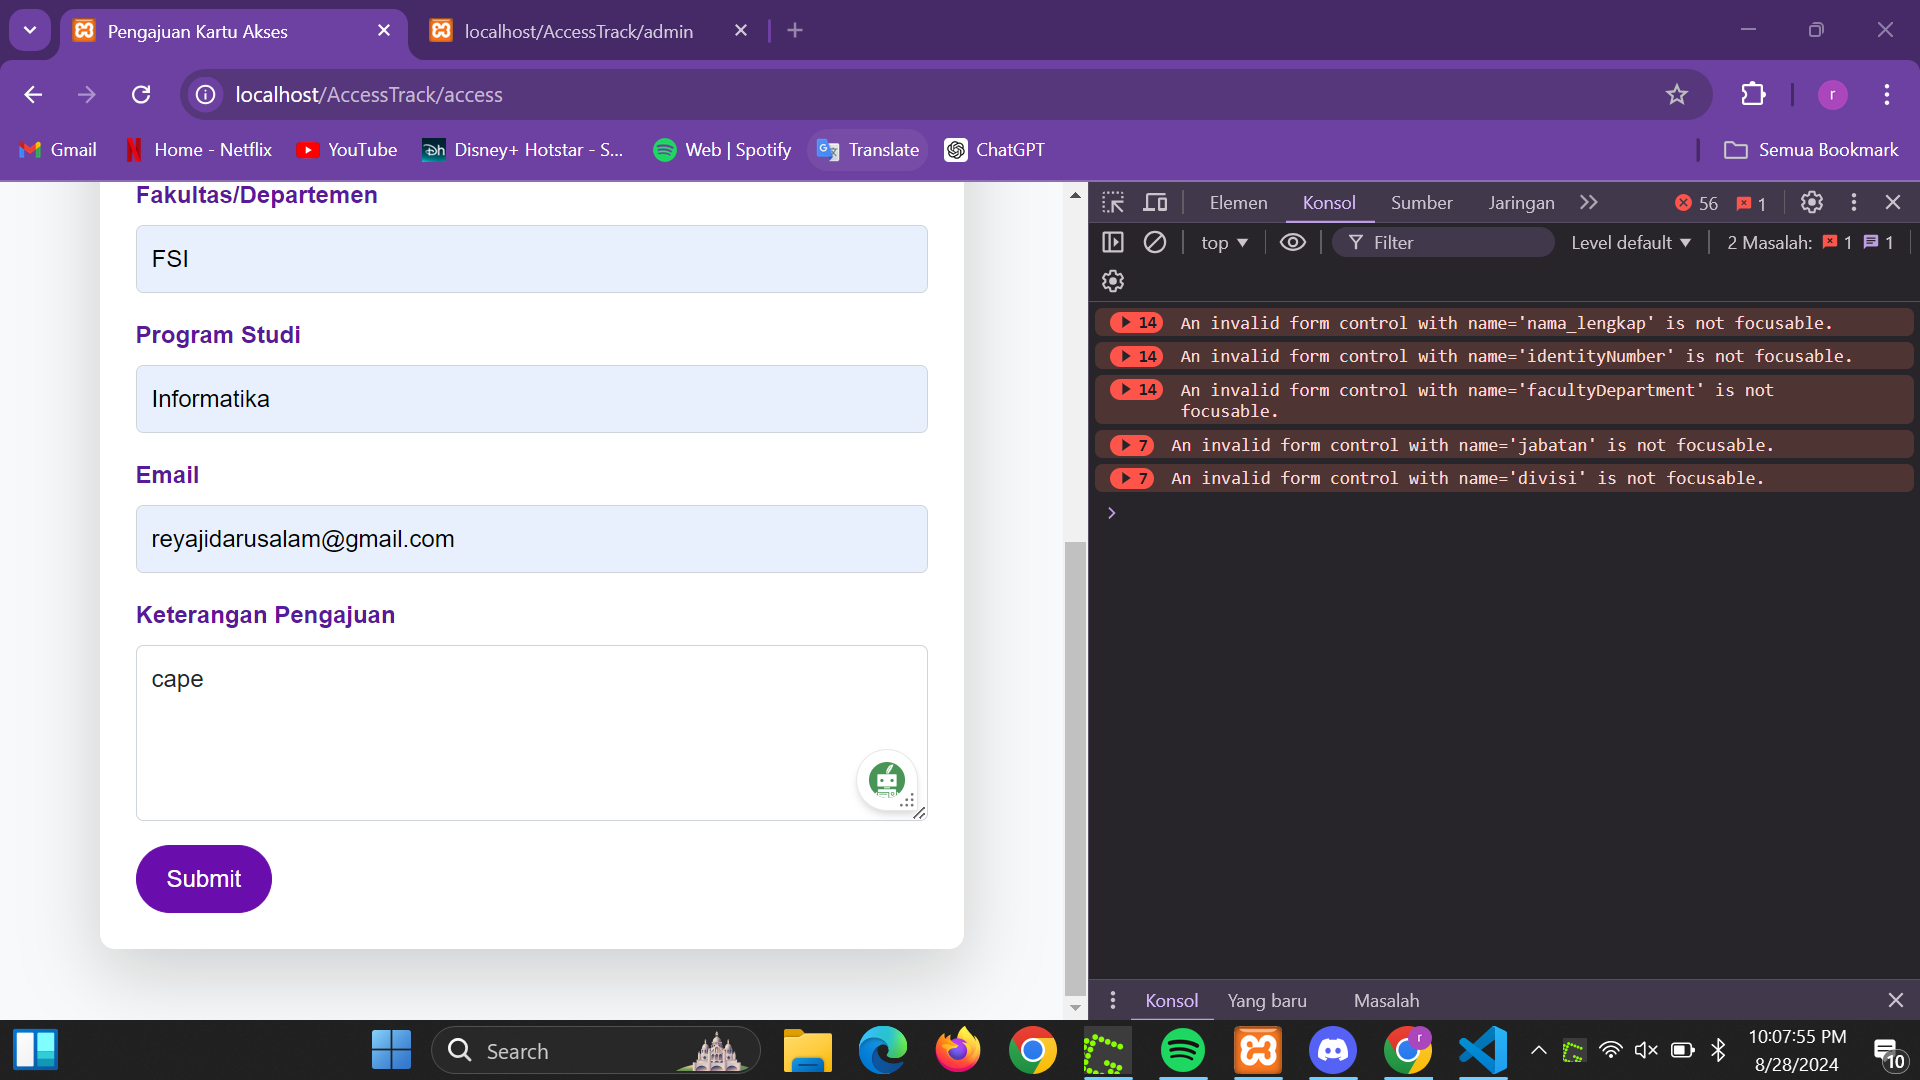 Pengajuan Kartu Akses
localhost/AccessTrack/admin
localhost/AccessTrack/access
r
Gmail
Home - Netflix
YouTube
Disney+ Hotstar - S...
Web | Spotify
Translate
ChatGPT
Semua Bookmark
Fakultas/Departemen
FSI
Program Studi
Informatika
Email
reyajidarusalam@gmail.com
Keterangan Pengajuan
cape
Submit
Elemen Konsol Sumber Jaringan 56 1
top Filter Level default 2 Masalah: 1 1
14 An invalid form control with name='nama_lengkap' is not focusable.
14 An invalid form control with name='identityNumber' is not focusable.
14 An invalid form control with name='facultyDepartment' is not
focusable.
7 An invalid form control with name='jabatan' is not focusable.
7 An invalid form control with name='divisi' is not focusable.
Konsol Yang baru Masalah
Search
10:07:55 PM
8/28/2024
10